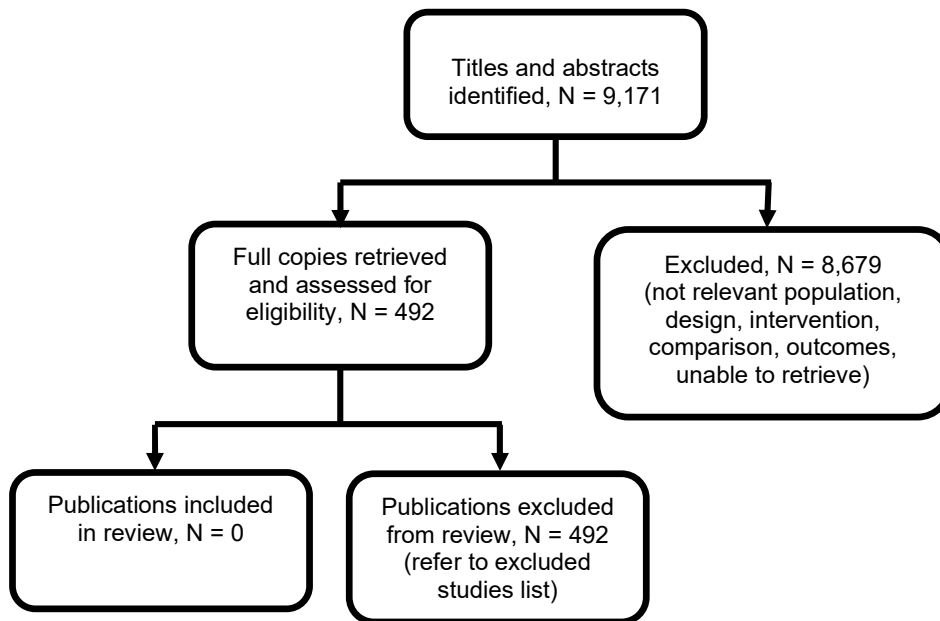 Titles and abstracts
identified, N = 9,171
Full copies retrieved
and assessed for
eligibility, N = 492
Excluded, N = 8,679
(not relevant population,
design, intervention,
comparison, outcomes,
unable to retrieve)
Publications included
in review, N = 0
Publications excluded
from review, N = 492
(refer to excluded
studies list)